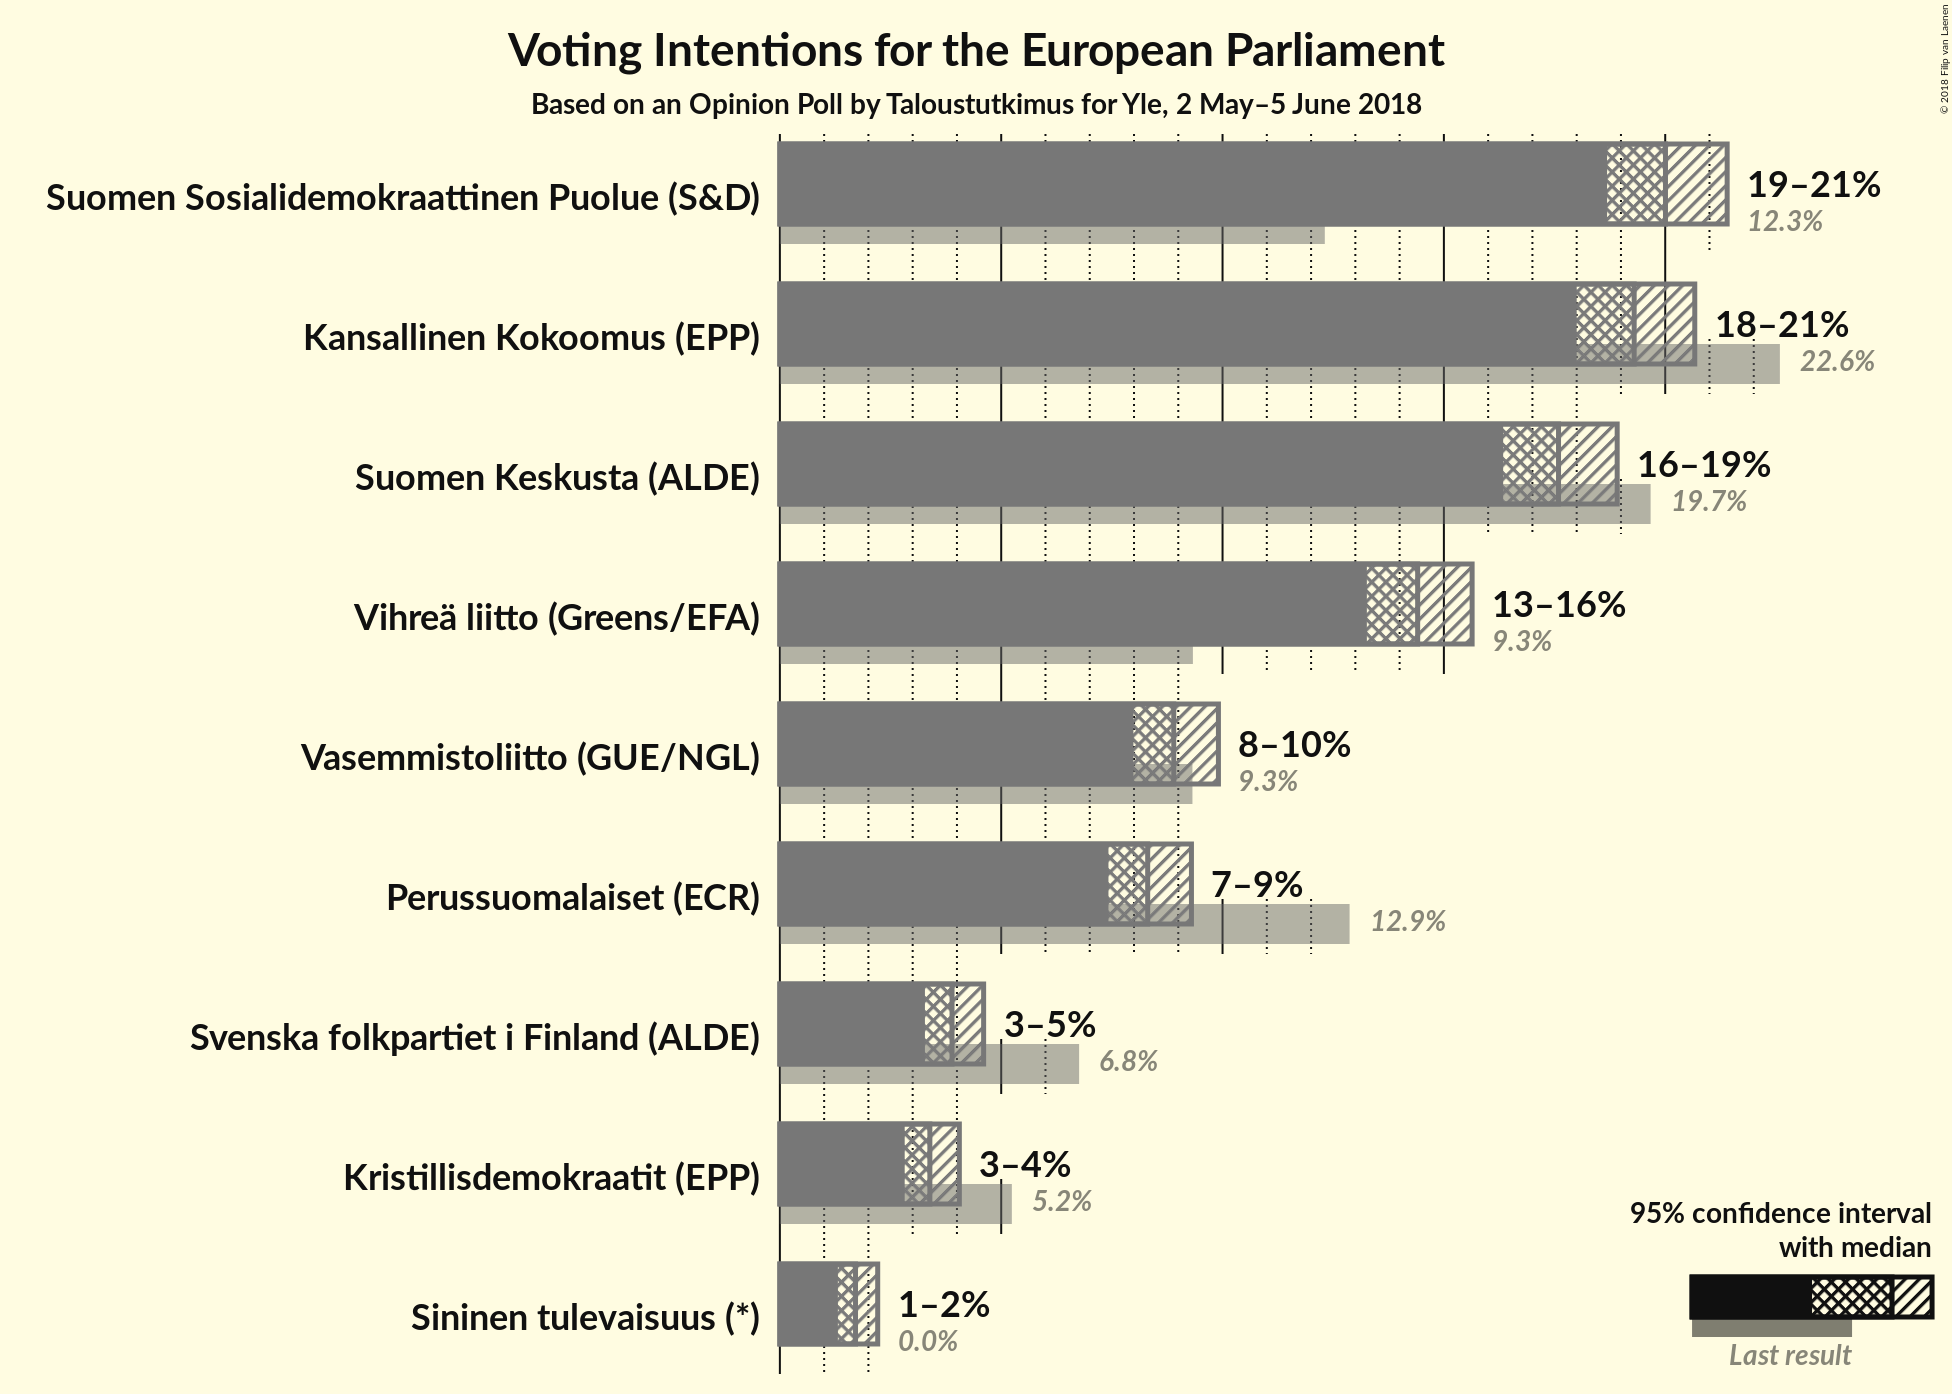 Voting Intentions for the European Parliament
Based on an Opinion Poll by Taloustutkimus for Yle, 2 May–5 June 2018
© 2018 Filip van Laenen
Suomen Sosialidemokraattinen Puolue (S&D)
19–21%
12.3%
Kansallinen Kokoomus (EPP)
18–21%
22.6%
Suomen Keskusta (ALDE)
16–19%
19.7%
Vihreä liitto (Greens/EFA)
13–16%
9.3%
Vasemmistoliitto (GUE/NGL)
8–10%
9.3%
Perussuomalaiset (ECR)
7–9%
12.9%
Svenska folkpartiet i Finland (ALDE)
3–5%
6.8%
Kristillisdemokraatit (EPP)
3–4%
5.2%
Sininen tulevaisuus (*)
1–2%
0.0%
95% confidence interval
with median
Last result